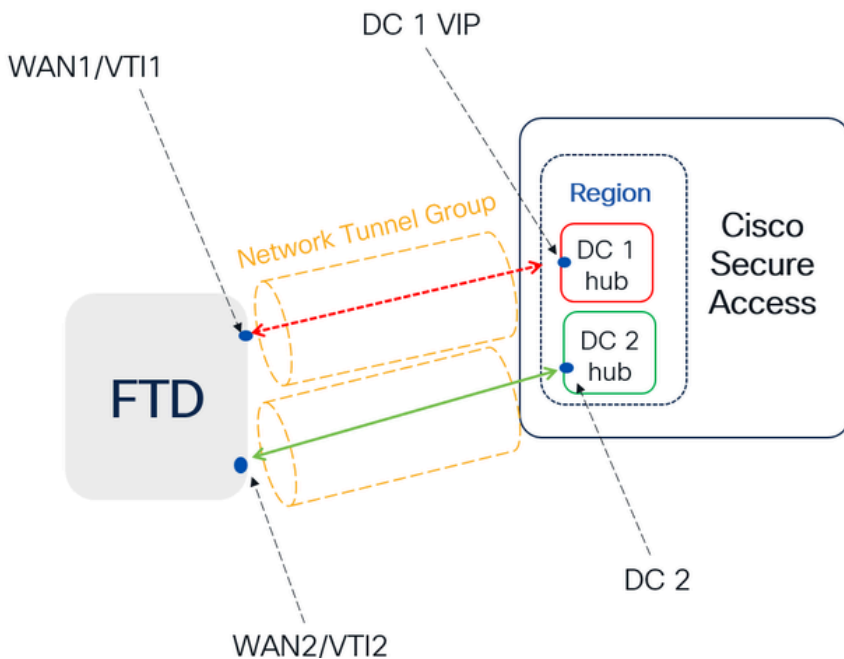 DC 1 VIP
WAN1/VTI1
Network Tunnel Group
Region
DC 1
hub
Cisco
Secure
Access
DC 2
hub
FTD
DC 2
WAN2/VTI2